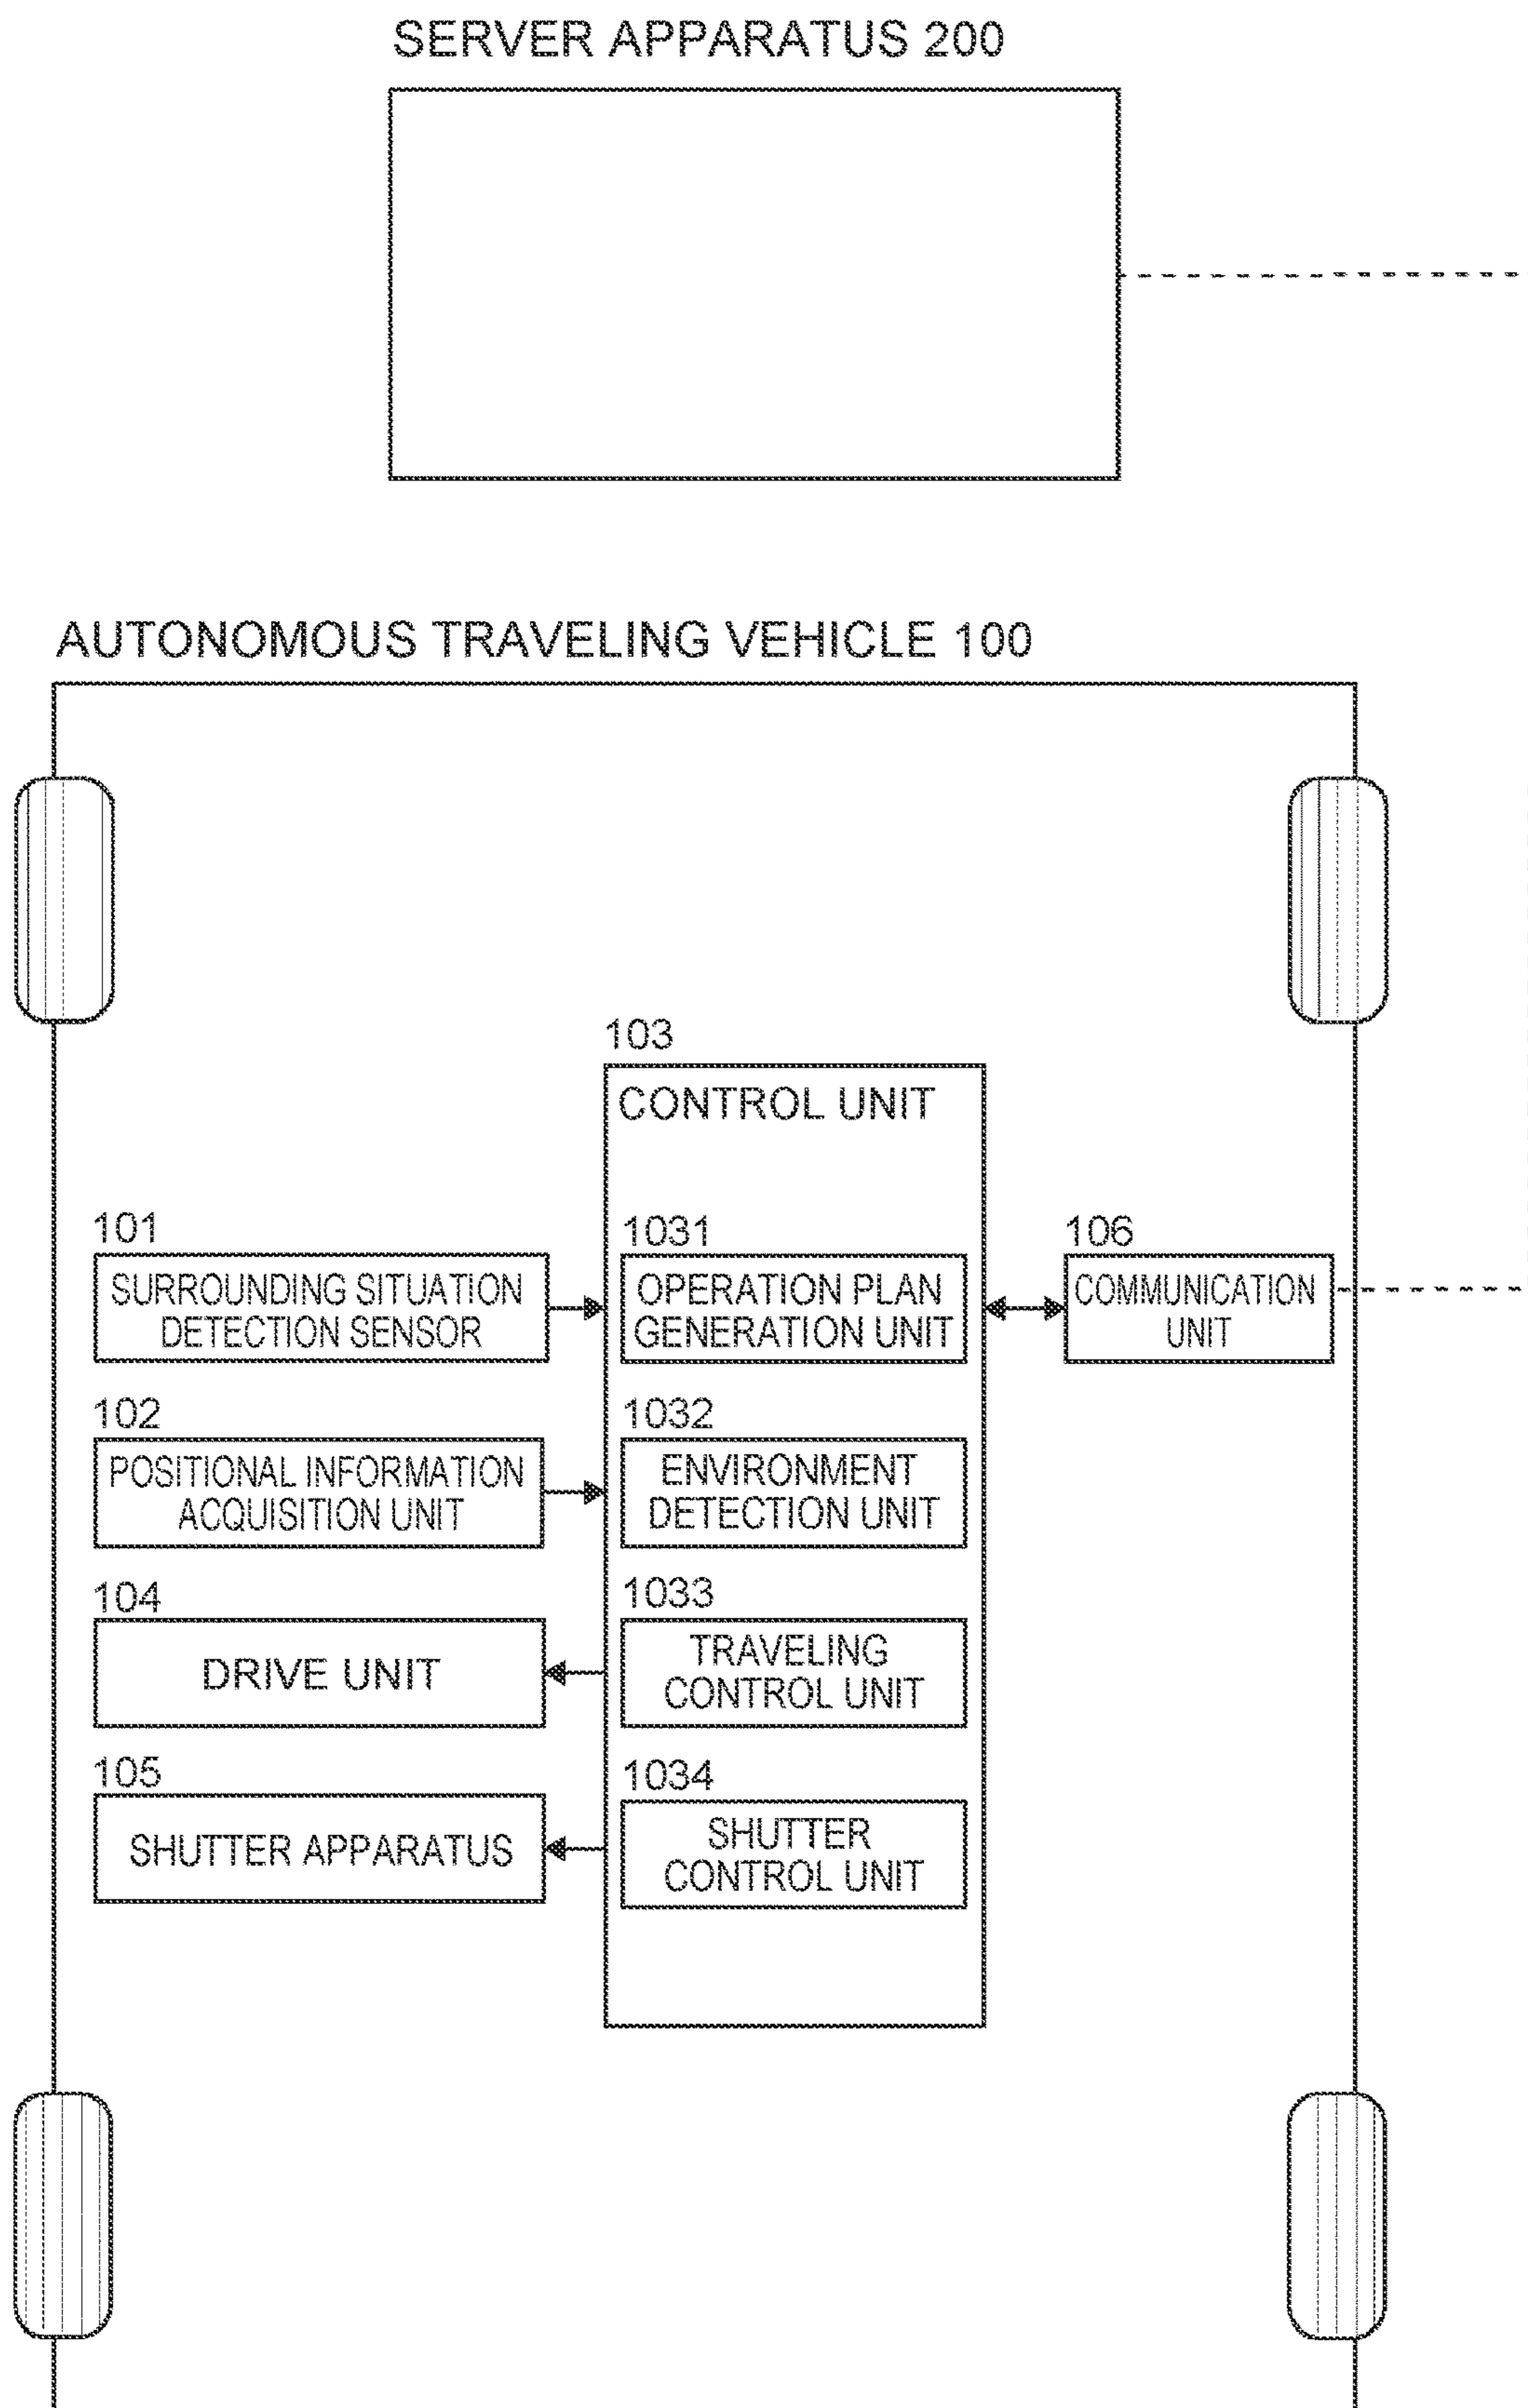 SERVER APPARATUS 200
AUTONOMOUS TRAVELING VEHICLE 100
103
CONTROL UNIT
101
SURROUNDING SITUATION
DETECTION SENSOR
1031
OPERATION PLAN
GENERATION UNIT
106
COMMUNICATION
UNIT
102
POSITIONAL INFORMATION
ACQUISITION UNIT
1032
ENVIRONMENT
DETECTION UNIT
104
DRIVE UNIT
1033
TRAVELING
CONTROL UNIT
105
SHUTTER APPARATUS
1034
SHUTTER
CONTROL UNIT